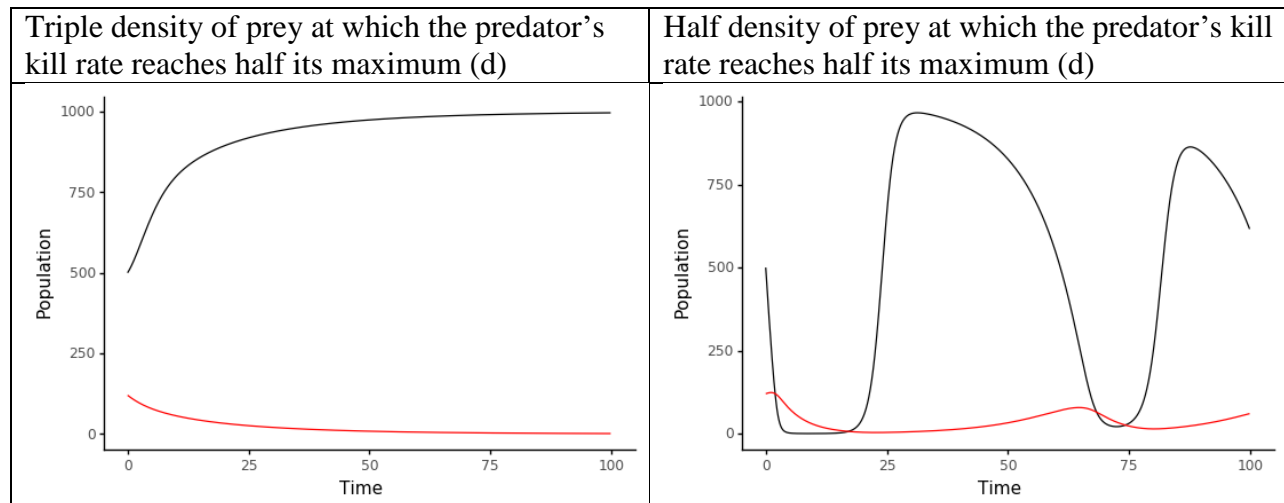 Triple density of prey at which the predator’s
kill rate reaches half its maximum (d)
Half density of prey at which the predator’s kill
rate reaches half its maximum (d)
1000
750
500
250
0
Population
0 25 50 75 100
Time
1000
750
500
250
0
Population
0 25 50 75 100
Time